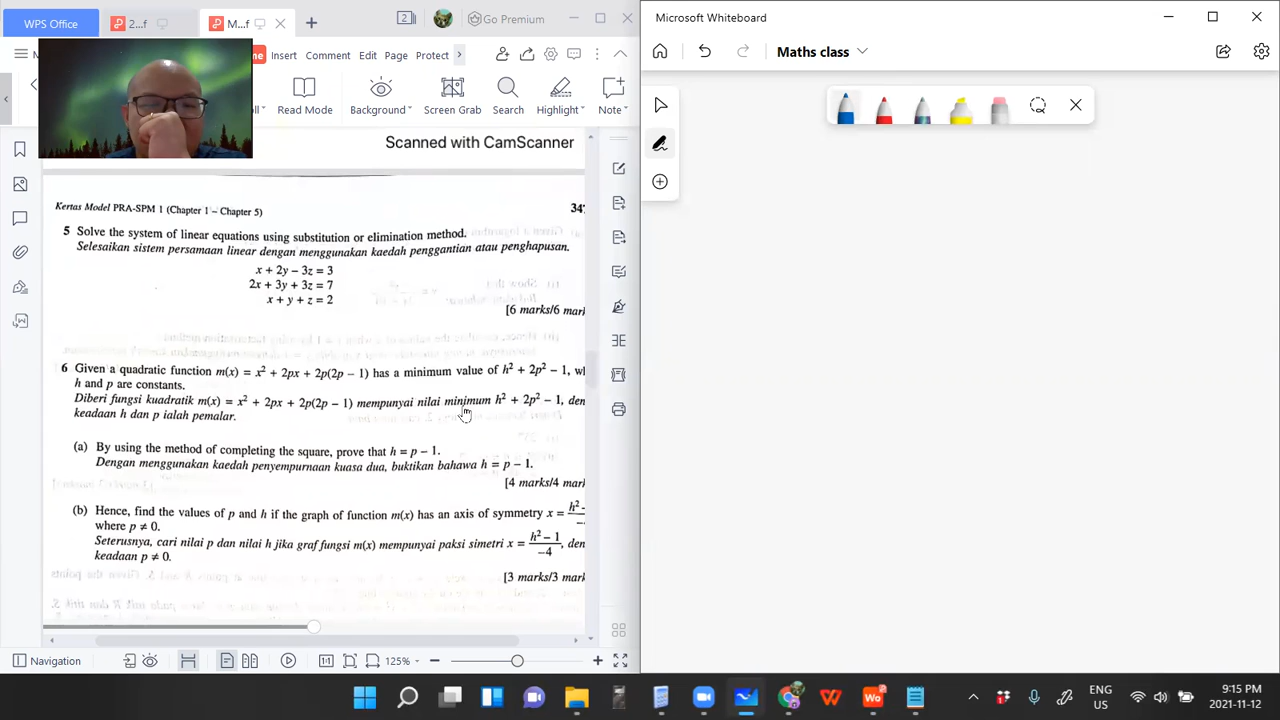 WPS Office
2...f
M...f
2
Go Premium
Insert Comment Edit Page Protect
Read Mode
Background
Screen Grab
Search
Highlight
Note
Scanned with CamScanner
Kertas Model PRA-SPM 1 (Chapter 1 – Chapter 5)
347
5 Solve the system of linear equations using substitution or elimination method.
Selesaikan sistem persamaan linear dengan menggunakan kaedah penggantian atau penghapusan.
x + 2y – 3z = 3
2x + 3y + 3z = 7
x + y + z = 2
[6 marks/6 mar
6 Given a quadratic function m(x) = x² + 2px + 2p(2p – 1) has a minimum value of h² + 2p² – 1, w
h and p are constants.
Diberi fungsi kuadratik m(x) = x² + 2px + 2p(2p – 1) mempunyai nilai minimum h² + 2p² – 1, den
keadaan h dan p ialah pemalar.
(a) By using the method of completing the square, prove that h = p – 1.
Dengan menggunakan kaedah penyempurnaan kuasa dua, buktikan bahawa h = p – 1.
[4 marks/4 mar
(b) Hence, find the values of p and h if the graph of function m(x) has an axis of symmetry x = h² –
where p ≠ 0.
Seterusnya, cari nilai p dan nilai h jika graf fungsi m(x) mempunyai paksi simetri x = h² – 1 / –4, den
keadaan p ≠ 0.
[3 marks/3 mar
Navigation
125%
Microsoft Whiteboard
Maths class
ENG
US
9:15 PM
2021-11-12